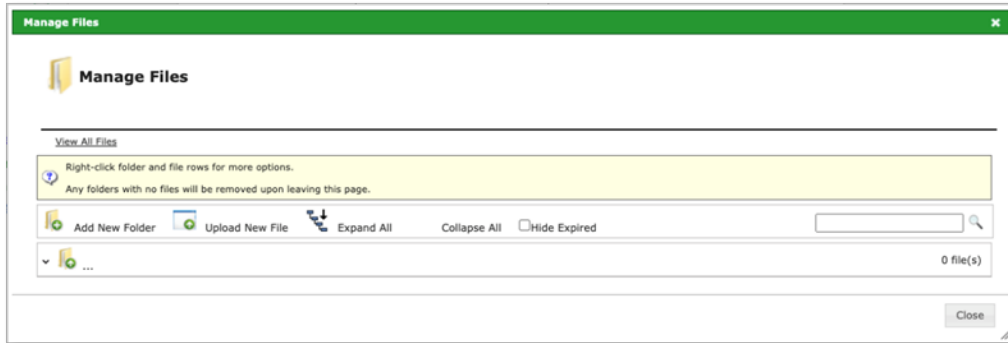 Manage Files
Manage Files
View All Files
Right-click folder and file rows for more options.
Any folders with no files will be removed upon leaving this page.
Add New Folder Upload New File Expand All Collapse All Hide Expired
... 0 file(s)
Close